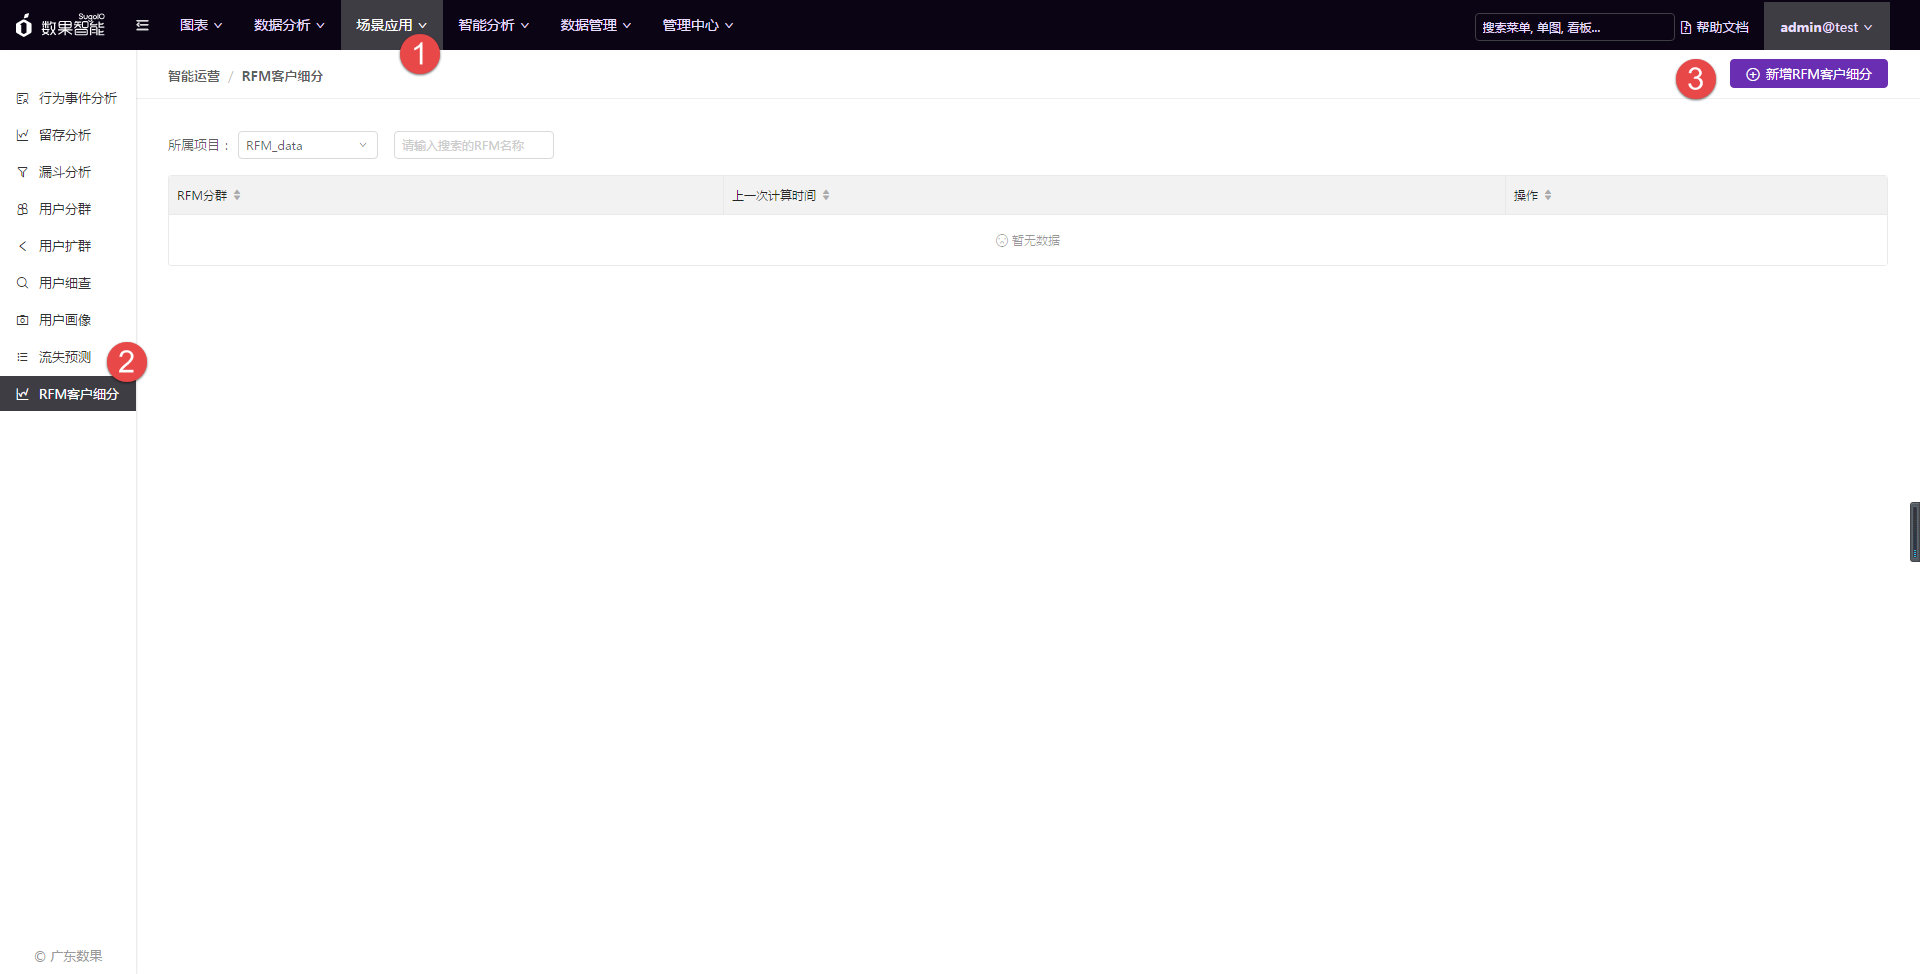 SugoIO
数果智能
图表
数据分析
场景应用
智能分析
数据管理
管理中心
搜索菜单, 单图, 看板...
帮助文档
admin@test
1
智能运营 / RFM客户细分
3
新增RFM客户细分
行为事件分析
留存分析
漏斗分析
用户分群
用户扩群
用户细查
用户画像
流失预测
2
RFM客户细分
所属项目：
RFM_data
请输入搜索的RFM名称
RFM分群
上一次计算时间
操作
暂无数据
© 广东数果